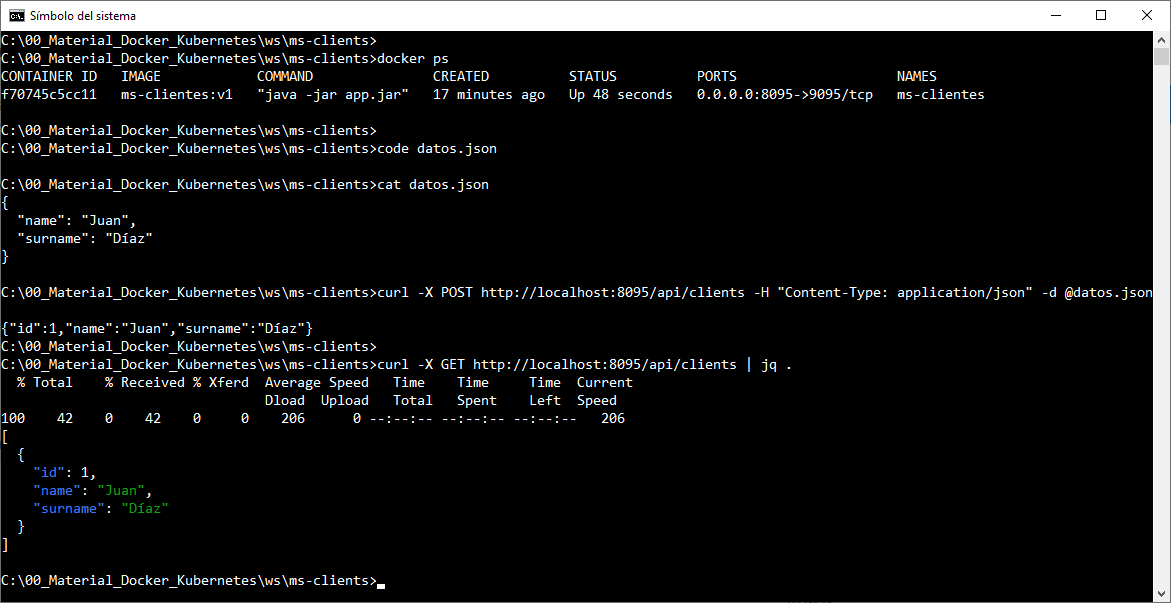 Símbolo del sistema
C:\00_Material_Docker_Kubernetes\ws\ms-clients>
C:\00_Material_Docker_Kubernetes\ws\ms-clients>docker ps
CONTAINER ID   IMAGE            COMMAND               CREATED          STATUS          PORTS                    NAMES
f70745c5cc11   ms-clientes:v1   "java -jar app.jar"   17 minutes ago   Up 48 seconds   0.0.0.0:8095->9095/tcp   ms-clientes
C:\00_Material_Docker_Kubernetes\ws\ms-clients>
C:\00_Material_Docker_Kubernetes\ws\ms-clients>code datos.json
C:\00_Material_Docker_Kubernetes\ws\ms-clients>cat datos.json
{
  "name": "Juan",
  "surname": "Díaz"
}
C:\00_Material_Docker_Kubernetes\ws\ms-clients>curl -X POST http://localhost:8095/api/clients -H "Content-Type: application/json" -d @datos.json
{"id":1,"name":"Juan","surname":"Díaz"}
C:\00_Material_Docker_Kubernetes\ws\ms-clients>
C:\00_Material_Docker_Kubernetes\ws\ms-clients>curl -X GET http://localhost:8095/api/clients | jq .
  % Total    % Received % Xferd  Average Speed   Time    Time     Time  Current
                                 Dload  Upload   Total   Spent    Left  Speed
100    42    0    42    0     0    206      0 --:--:-- --:--:-- --:--:--   206
[
  {
    "id": 1,
    "name": "Juan",
    "surname": "Díaz"
  }
]
C:\00_Material_Docker_Kubernetes\ws\ms-clients>